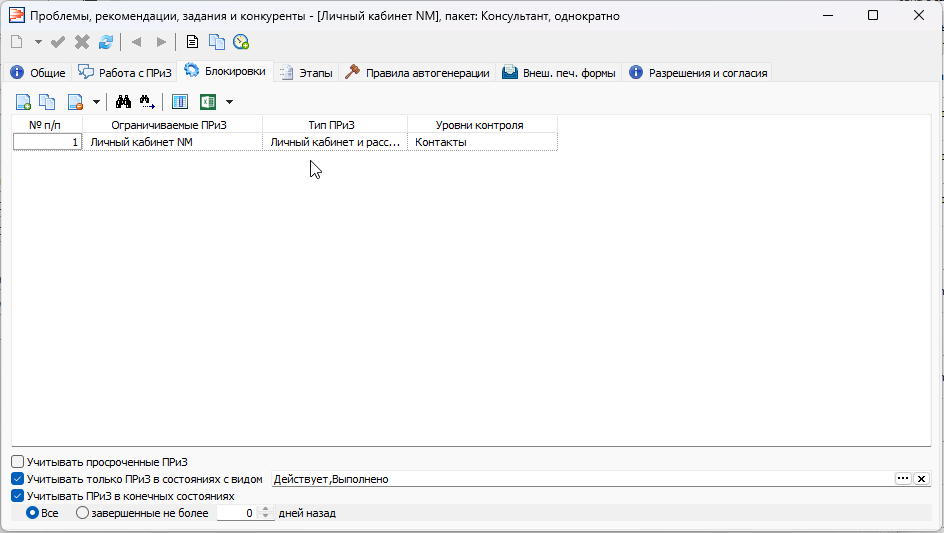 Проблемы, рекомендации, задания и конкуренты - [Личный кабинет NM], пакет: Консультант, однократно
Общие Работа с ПРиЗ Блокировки Этапы Правила автогенерации Внеш. печ. формы Разрешения и согласия
№ п/п Ограничиваемые ПРиЗ Тип ПРиЗ Уровни контроля
1 Личный кабинет NM Личный кабинет и расс... Контакты
Учитывать просроченные ПРиЗ
Учитывать только ПРиЗ в состояниях с видом Действует,Выполнено
Учитывать ПРиЗ в конечных состояниях
Все завершенные не более 0 дней назад